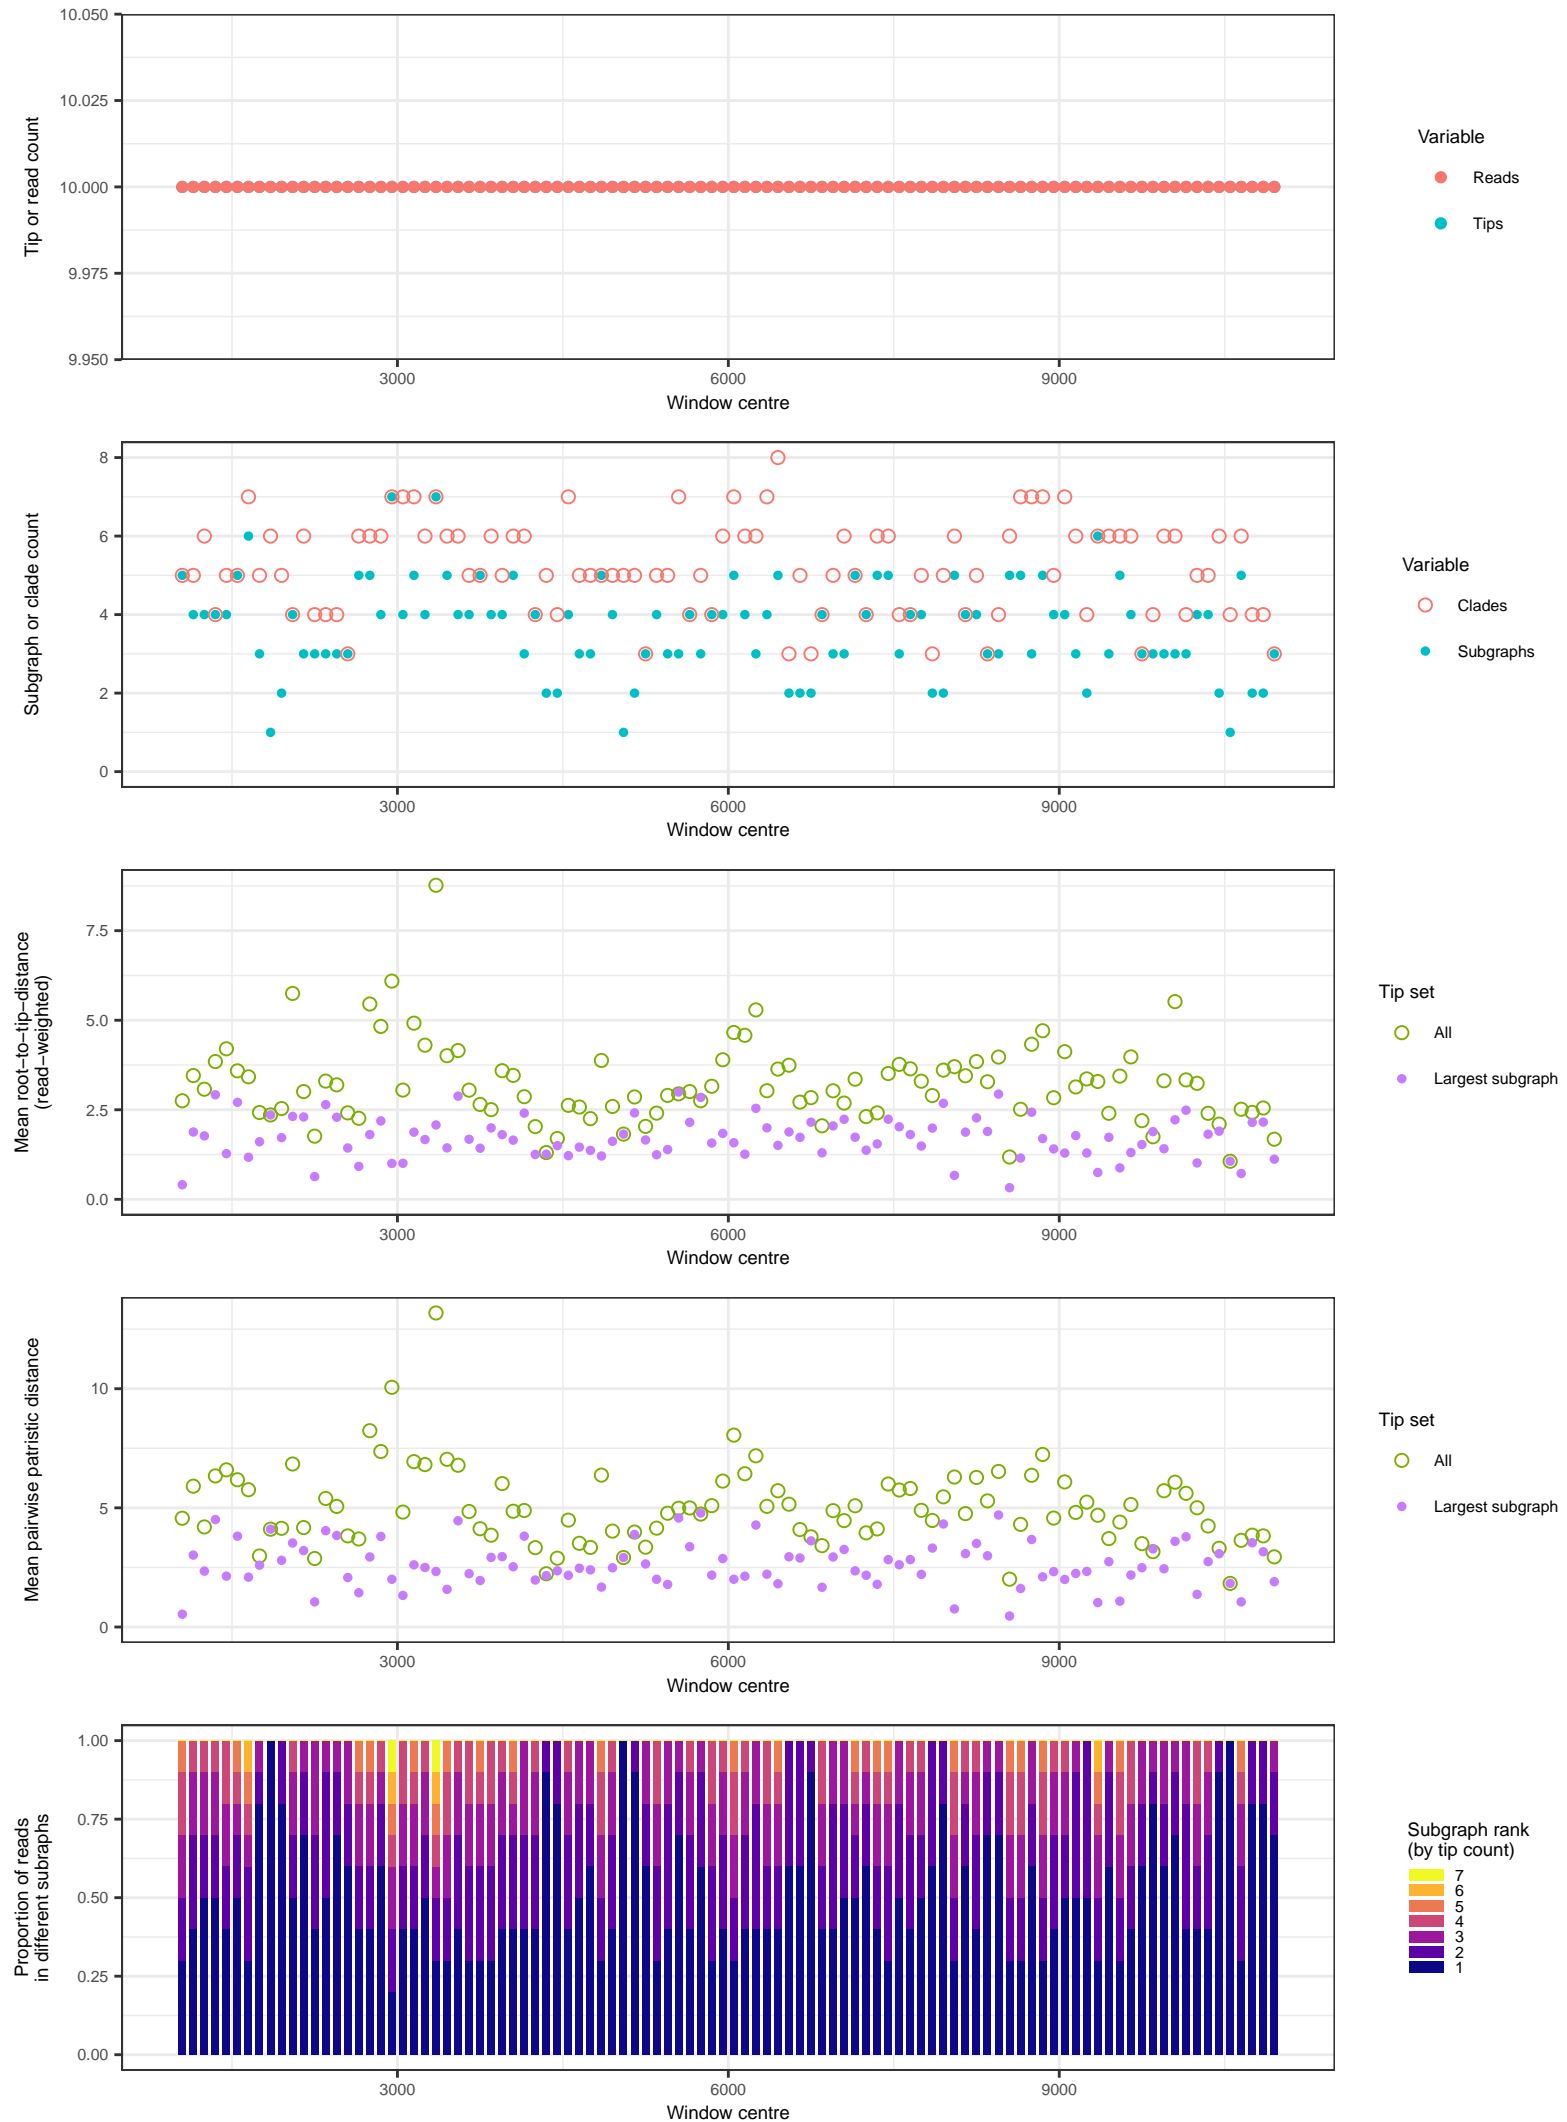 10.050
10.025
10.000
9.975
9.950
Tip or read count
3000 6000 9000
Window centre
Variable
Reads
Tips
8
6
4
2
0
Subgraph or clade count
3000 6000 9000
Window centre
Variable
Clades
Subgraphs
7.5
5.0
2.5
0.0
Mean root−to−tip−distance
(read−weighted)
3000 6000 9000
Window centre
Tip set
All
Largest subgraph
10
5
0
Mean pairwise patristic distance
3000 6000 9000
Window centre
Tip set
All
Largest subgraph
1.00
0.75
0.50
0.25
0.00
Proportion of reads
in different subraphs
3000 6000 9000
Window centre
Subgraph rank
(by tip count)
7
6
5
4
3
2
1